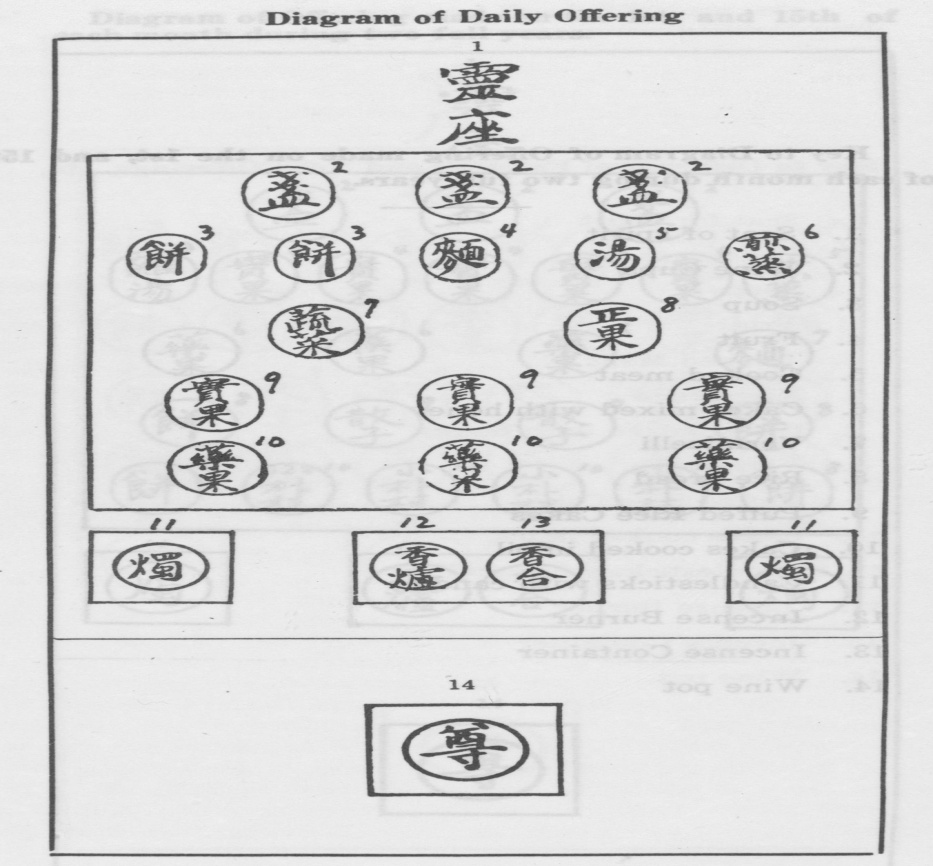 Diagram of Daily Offering
1
靈
座
盞 2 盞 2 盞 2
餅 3 餅 3 麵 4 湯 5 6
菜 7 正果 8
實果 9 實果 9 實果 9
藥果 10 藥果 10 藥果 10
11 12 13 11
燭 香爐 香合 燭
14
尊